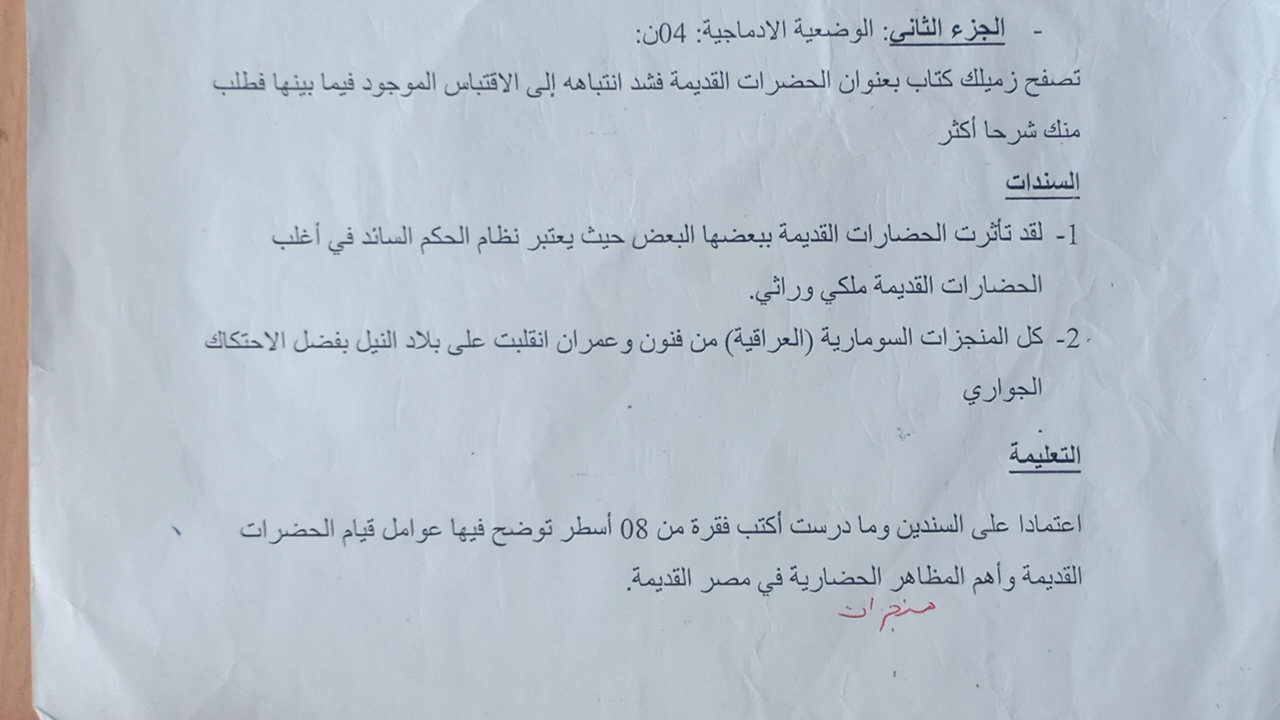 - الجزء الثاني: الوضعية الادماجية: 04ن:
تصفح زميلك كتاب بعنوان الحضرات القديمة فشد انتباهه إلى الاقتباس الموجود فيما بينها فطلب
منك شرحا أكثر
السندات
1- لقد تأثرت الحضارات القديمة ببعضها البعض حيث يعتبر نظام الحكم السائد في أغلب
الحضارات القديمة ملكي وراثي.
2- كل المنجزات السومارية (العراقية) من فنون وعمران انقلبت على بلاد النيل بفضل الاحتكاك
الجواري
التعليمة
اعتمادا على السندين وما درست أكتب فقرة من 08 أسطر توضح فيها عوامل قيام الحضرات
القديمة وأهم المظاهر الحضارية في مصر القديمة.
منجزات